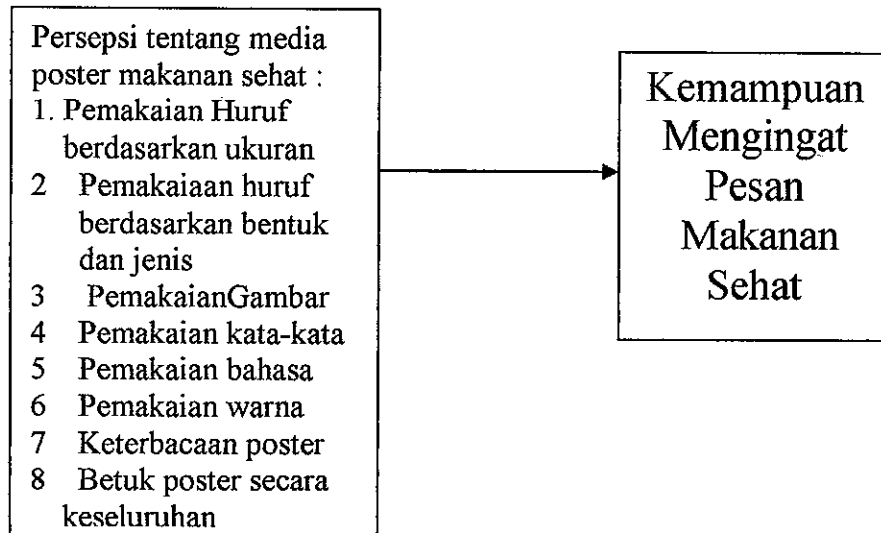 Persepsi tentang media
poster makanan sehat :
1. Pemakaian Huruf
berdasarkan ukuran
2 Pemakaiaan huruf
berdasarkan bentuk
dan jenis
3 PemakaianGambar
4 Pemakaian kata-kata
5 Pemakaian bahasa
6 Pemakaian warna
7 Keterbacaan poster
8 Betuk poster secara
keseluruhan
Kemampuan
Mengingat
Pesan
Makanan
Sehat